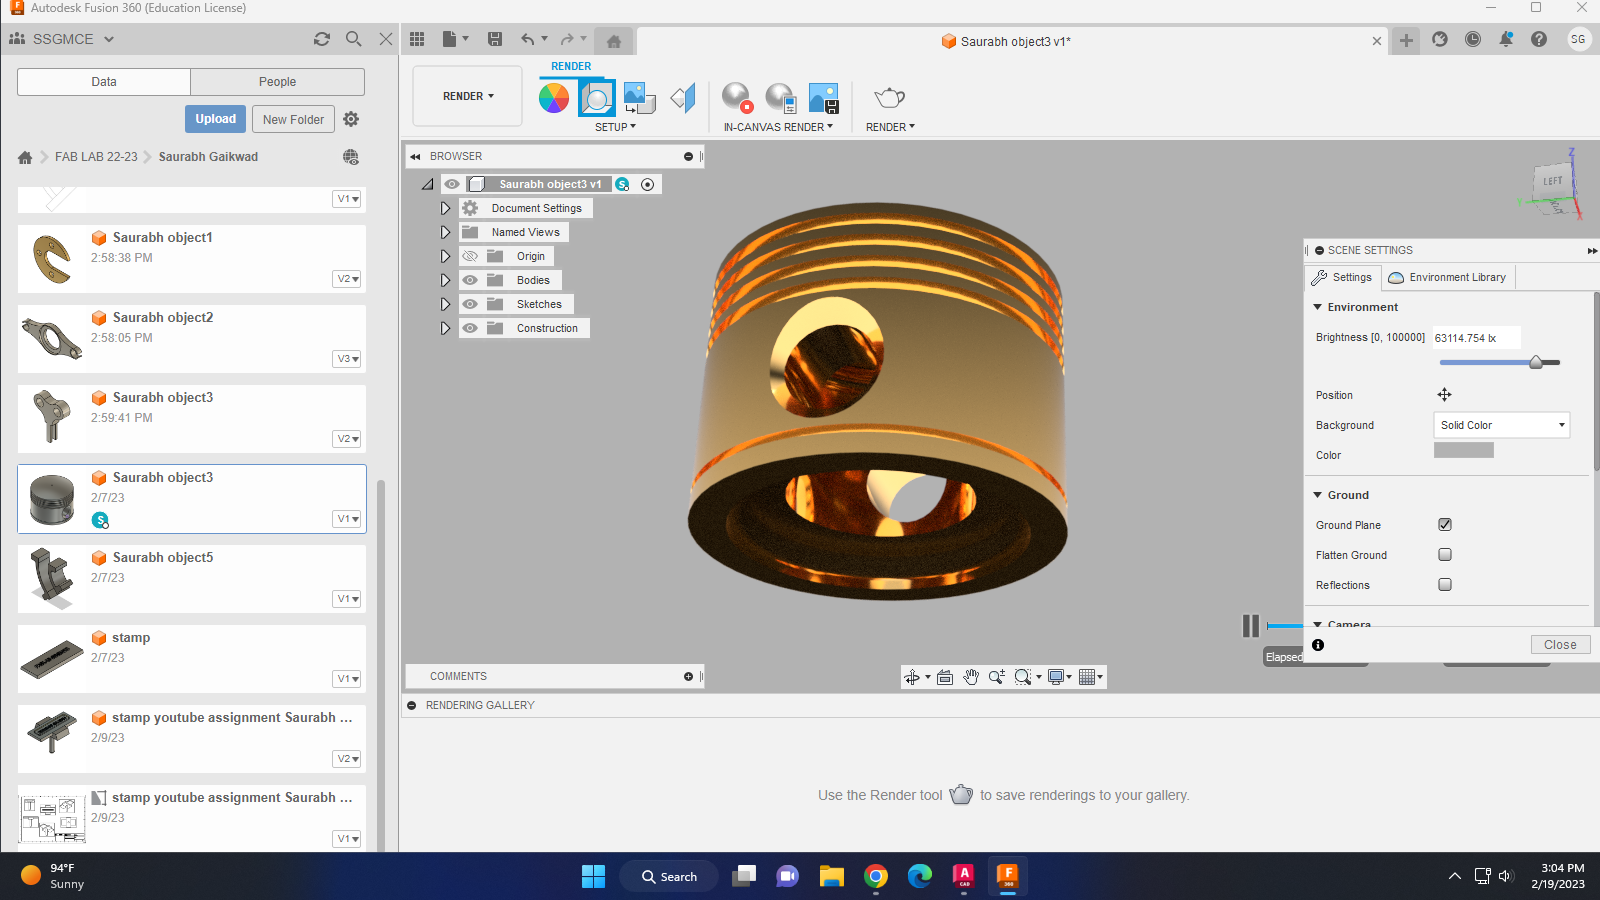 Autodesk Fusion 360 (Education License)
SSGMCE
Saurabh object3 v1*
SG
Data
People
Upload
New Folder
FAB LAB 22-23
Saurabh Gaikwad
V1
Saurabh object1
2:58:38 PM
V2
Saurabh object2
2:58:05 PM
V3
Saurabh object3
2:59:41 PM
V2
Saurabh object3
2/7/23
S
V1
Saurabh object5
2/7/23
V1
stamp
2/7/23
V1
stamp youtube assignment Saurabh ...
2/9/23
V2
stamp youtube assignment Saurabh ...
2/9/23
V1
RENDER
RENDER
SETUP
IN-CANVAS RENDER
RENDER
BROWSER
Saurabh object3 v1
S
Document Settings
Named Views
Origin
Bodies
Sketches
Construction
Z
LEFT
Y
X
SCENE SETTINGS
Settings
Environment Library
Environment
Brightness [0, 100000]
63114.754 lx
Position
Background
Solid Color
Color
Ground
Ground Plane
Flatten Ground
Reflections
Camera
Close
Elapsed
COMMENTS
RENDERING GALLERY
Use the Render tool to save renderings to your gallery.
94°F
Sunny
Search
A
CAD
F
360
3:04 PM
2/19/2023